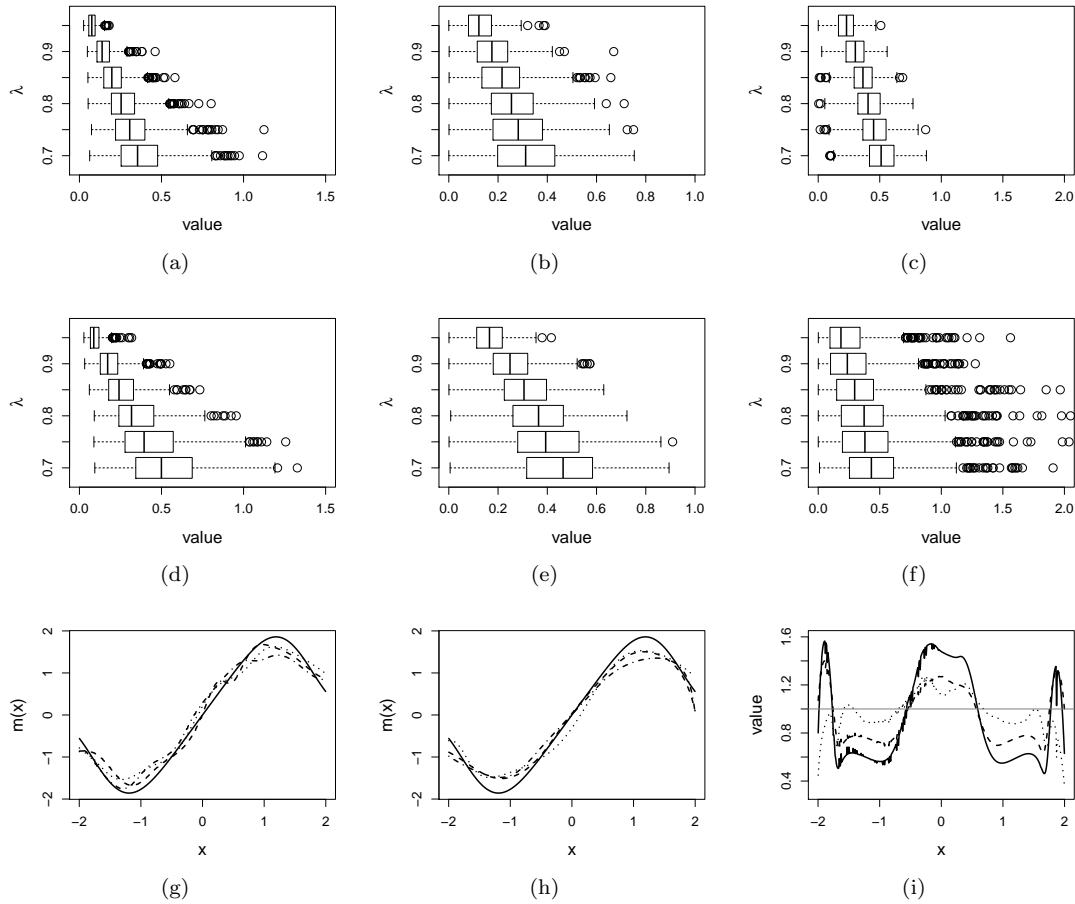 λ
0.9
0.8
0.7
0.0 0.5 1.0 1.5
value
(a)
0.0 0.2 0.4 0.6 0.8 1.0
value
(b)
λ
0.9
0.8
0.7
0.0 0.5 1.0 1.5 2.0
value
(c)
λ
0.9
0.8
0.7
λ
0.9
0.8
0.7
0.0 0.5 1.0 1.5
value
(d)
λ
0.9
0.8
0.7
0.0 0.2 0.4 0.6 0.8 1.0
value
(e)
λ
0.9
0.8
0.7
0.0 0.5 1.0 1.5 2.0
value
(f)
m(x)
2
1
0
−1
−2
−2 −1 0 1 2
x
(g)
m(x)
2
1
0
−1
−2
−2 −1 0 1 2
x
(h)
value
1.6
1.2
0.8
0.4
−2 −1 0 1 2
x
(i)